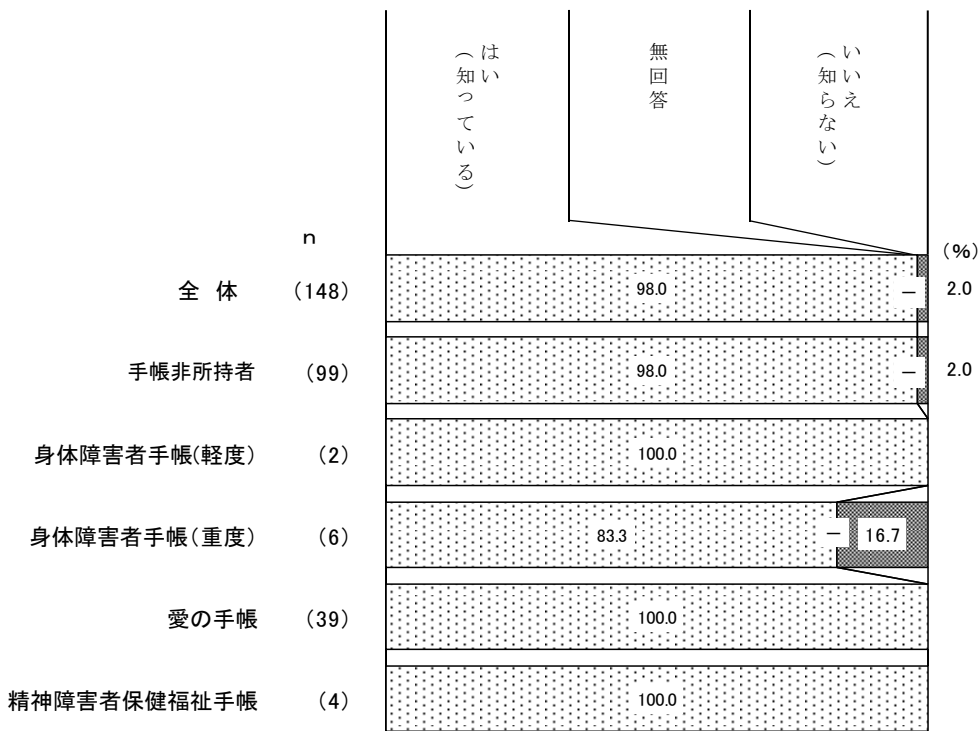 はい
（知っている）
無回答
いいえ
（知らない）
n
(%)
全 体 （148） 98.0 － 2.0
手帳非所持者 （99） 98.0 － 2.0
身体障害者手帳(軽度) （2） 100.0
身体障害者手帳(重度) （6） 83.3 － 16.7
愛の手帳 （39） 100.0
精神障害者保健福祉手帳 （4） 100.0